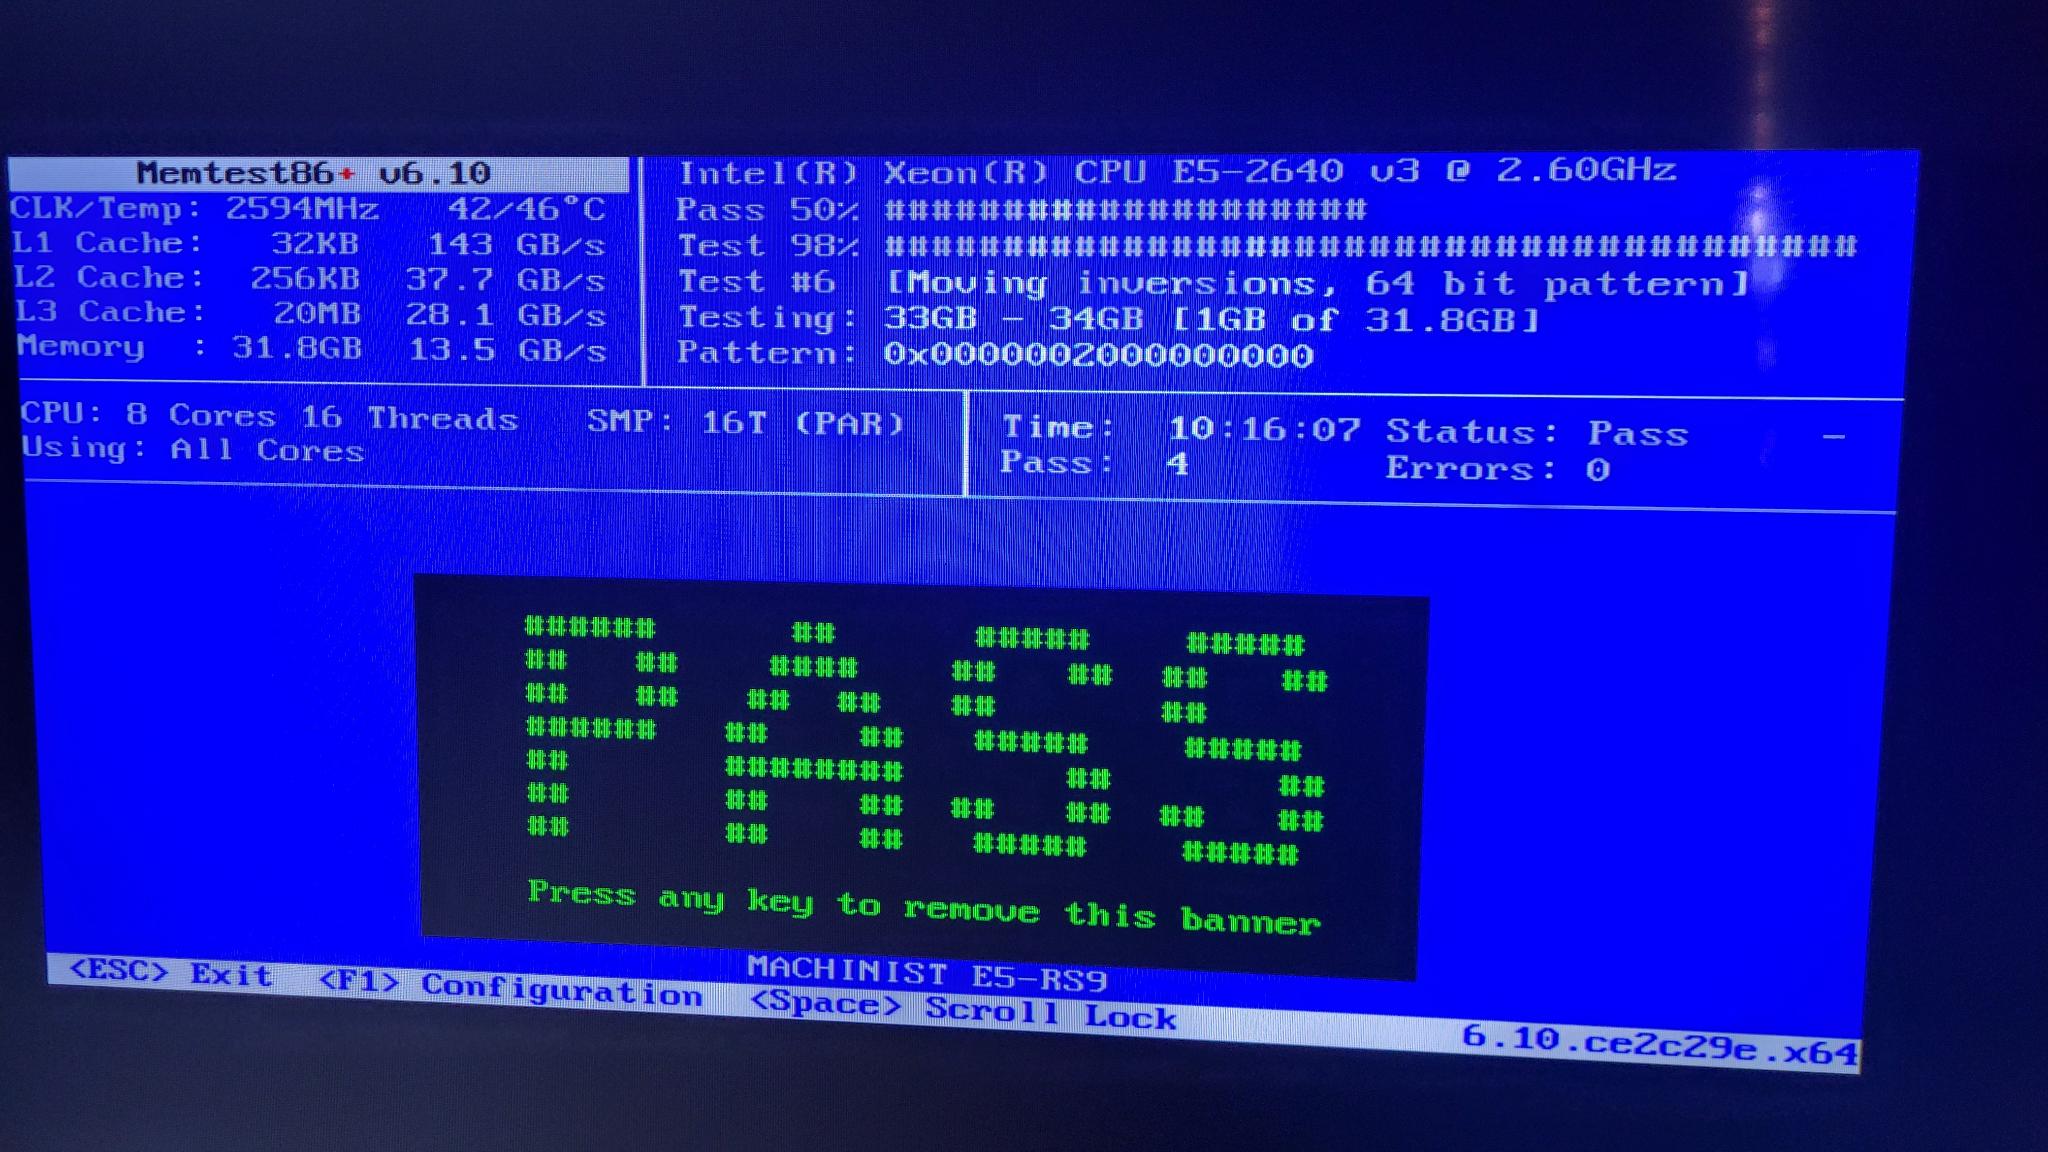 Memtest86+ v6.10
Intel(R) Xeon(R) CPU E5-2640 v3 @ 2.60GHz
CLK/Temp: 2594MHz 42/46°C
Pass 50% ####################
L1 Cache: 32KB 143 GB/s
Test 98% #######################################
L2 Cache: 256KB 37.7 GB/s
Test #6 [Moving inversions, 64 bit pattern]
L3 Cache: 20MB 28.1 GB/s
Testing: 33GB - 34GB [1GB of 31.8GB]
Memory : 31.8GB 13.5 GB/s
Pattern: 0x0000002000000000
CPU: 8 Cores 16 Threads SMP: 16T (PAR)
Time: 10:16:07 Status: Pass -
Using: All Cores
Pass: 4 Errors: 0
PASS
Press any key to remove this banner
MACHINIST E5-RS9
<ESC> Exit <F1> Configuration <Space> Scroll Lock 6.10.ce2c29e.x64